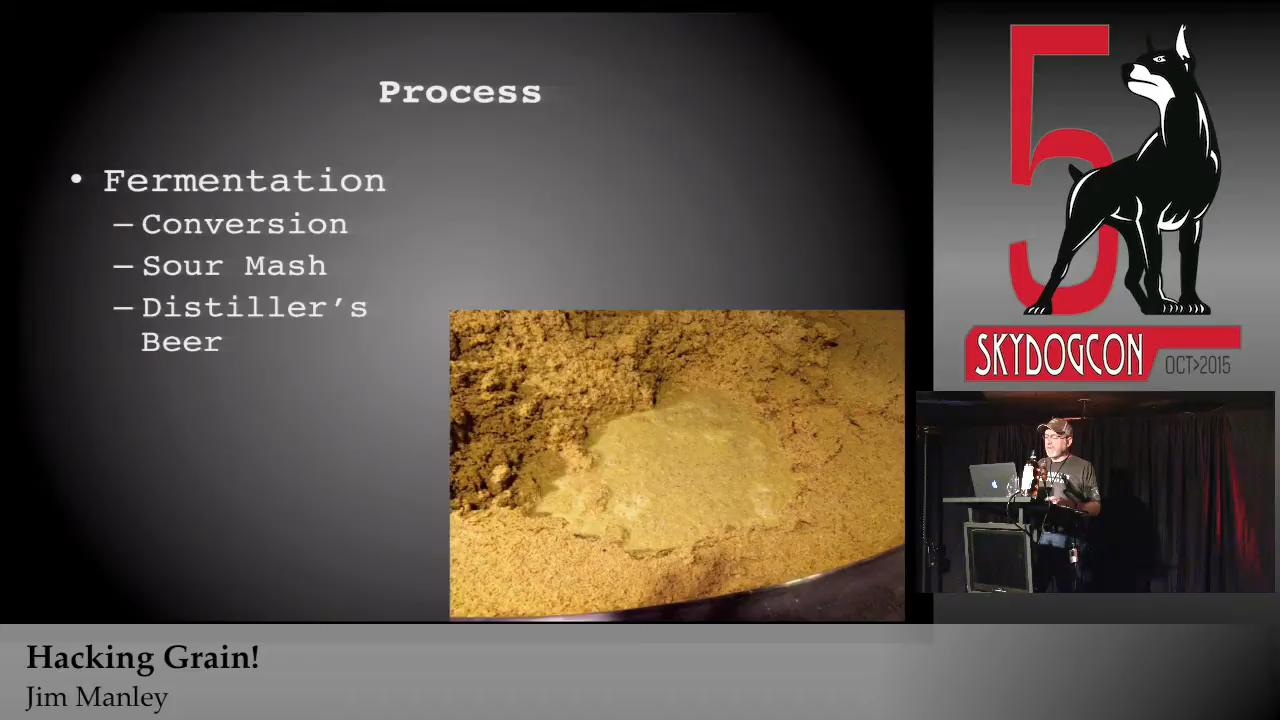 Process
• Fermentation
– Conversion
– Sour Mash
– Distiller’s
Beer
5
SKYDOGCON
OCT>2015
Hacking Grain!
Jim Manley